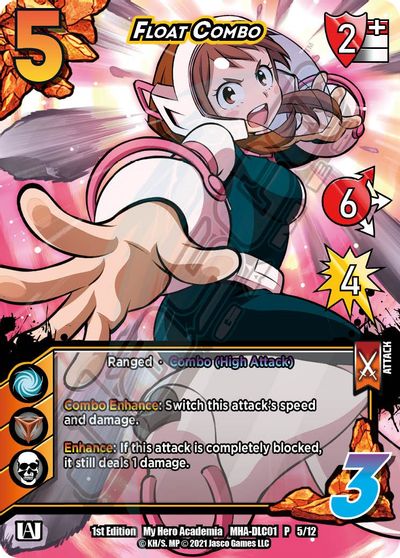 FLOAT COMBO
5
2
+
6
4
ATTACK
Ranged • Combo (High Attack)
Combo Enhance: Switch this attack's speed
and damage.
Enhance: If this attack is completely blocked,
it still deals 1 damage.
3
UA
1st Edition My Hero Academia MHA-DLC01 P 5/12
© KH/S. MP © 2021 Jasco Games LLC